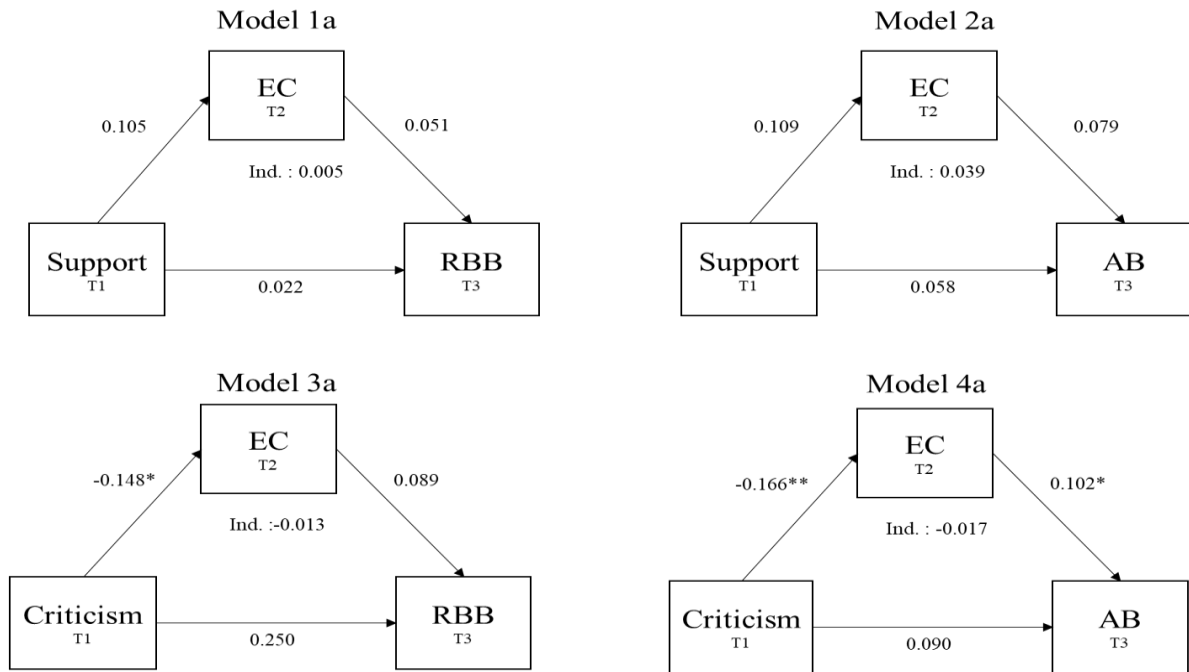 Model 1a
EC
T2
0.105
0.051
Ind. : 0.005
Support
T1
0.022
RBB
T3
Model 2a
EC
T2
0.109
0.079
Ind. : 0.039
Support
T1
0.058
AB
T3
Model 3a
EC
T2
-0.148*
0.089
Ind. :-0.013
Criticism
T1
0.250
RBB
T3
Model 4a
EC
T2
-0.166**
0.102*
Ind. : -0.017
Criticism
T1
0.090
AB
T3